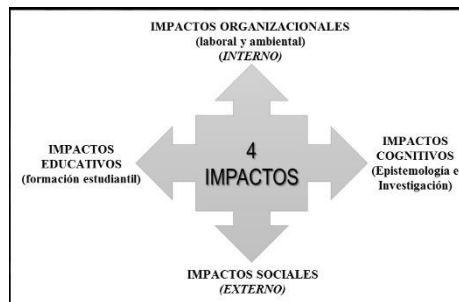 IMPACTOS ORGANIZACIONALES
(laboral y ambiental)
(INTERNO)
IMPACTOS
EDUCATIVOS
(formación estudiantil)
4
IMPACTOS
IMPACTOS
COGNITIVOS
(Epistemología e
Investigación)
IMPACTOS SOCIALES
(EXTERNO)